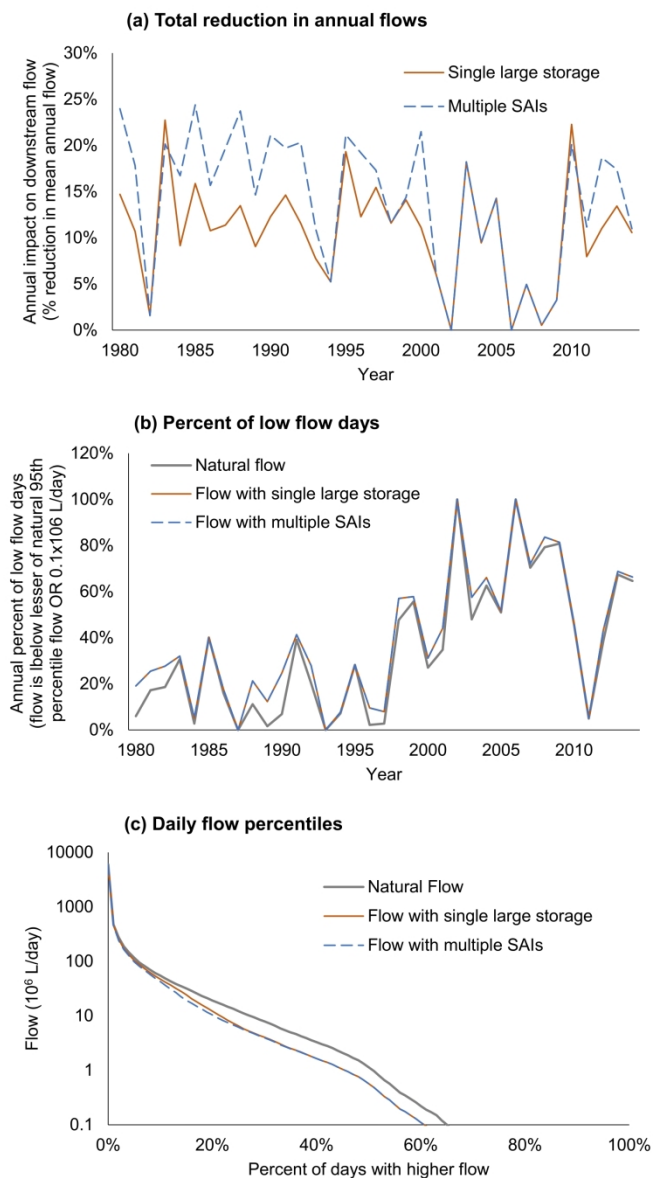 (a) Total reduction in annual flows
Annual impact on downstream flow
(% reduction in mean annual flow)
30%
25%
20%
15%
10%
5%
0%
Single large storage
Multiple SAIs
1980 1985 1990 1995 2000 2005 2010
Year
(b) Percent of low flow days
Annual percent of low flow days
(flow is lbelow lesser of natural 95th
percentile flow OR 0.1x106 L/day)
120%
100%
80%
60%
40%
20%
0%
Natural flow
Flow with single large storage
Flow with multiple SAIs
1980 1985 1990 1995 2000 2005 2010
Year
(c) Daily flow percentiles
Flow (10⁶ L/day)
10000
1000
100
10
1
0.1
Natural Flow
Flow with single large storage
Flow with multiple SAIs
0% 20% 40% 60% 80% 100%
Percent of days with higher flow